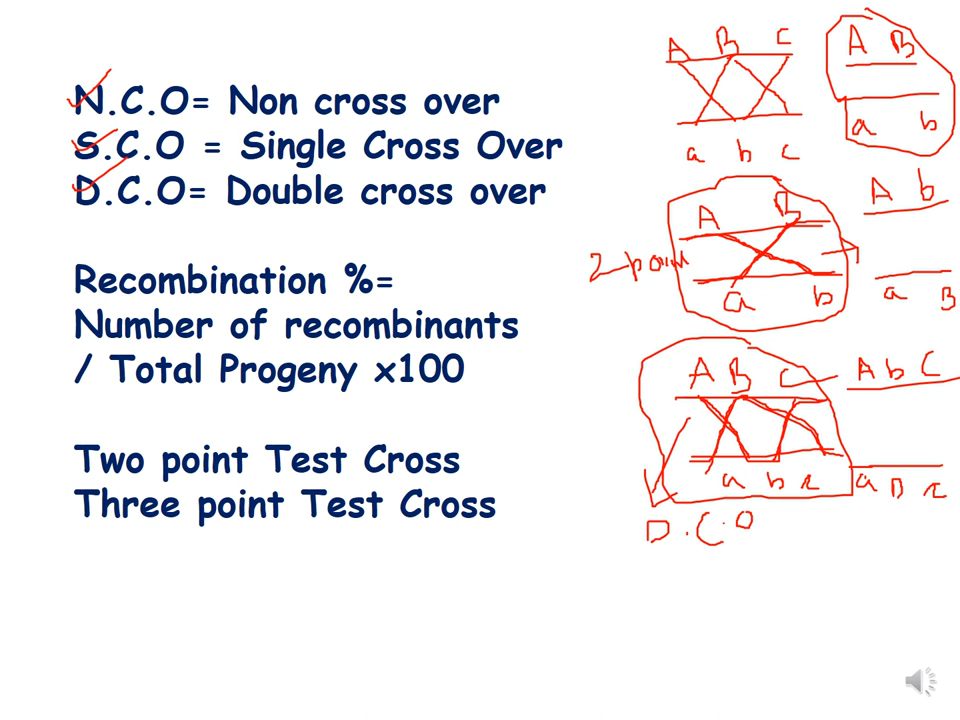 N.C.O= Non cross over
S.C.O = Single Cross Over
D.C.O= Double cross over
Recombination %=
Number of recombinants
/ Total Progeny x100
Two point Test Cross
Three point Test Cross
A B C
a b c
A B
a b
A B
a b
2-point
A b
a B
A B C
a b c
D.C.O
A b C
a B c